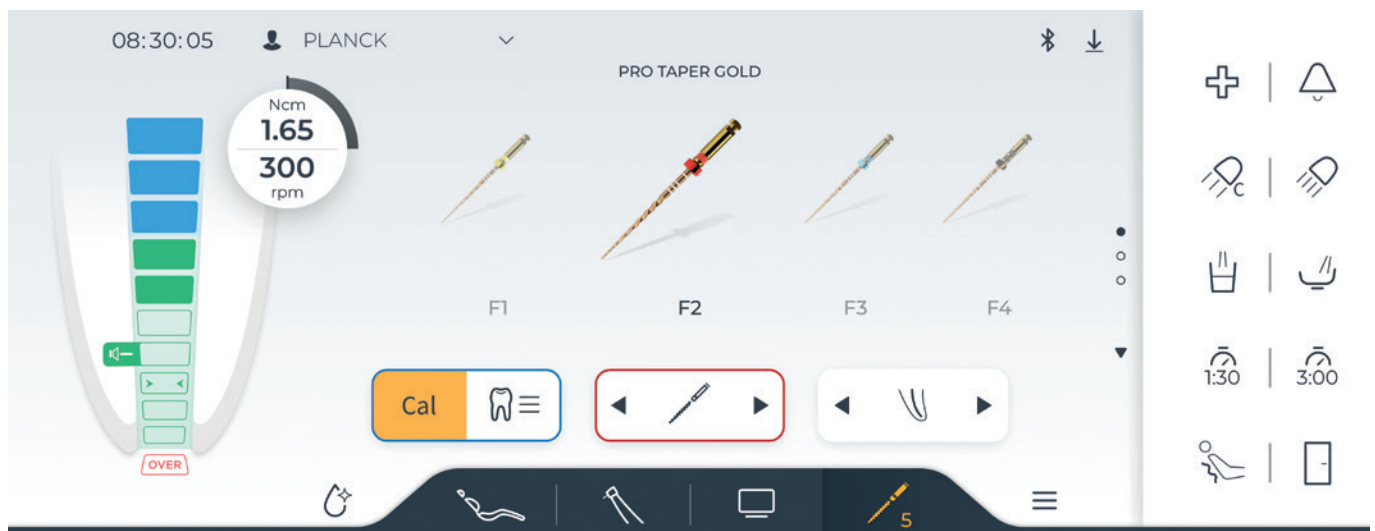 08:30:05 PLANCK
PRO TAPER GOLD
Ncm
1.65
300
rpm
F1 F2 F3 F4
C
1:30 3:00
Cal
OVER
5